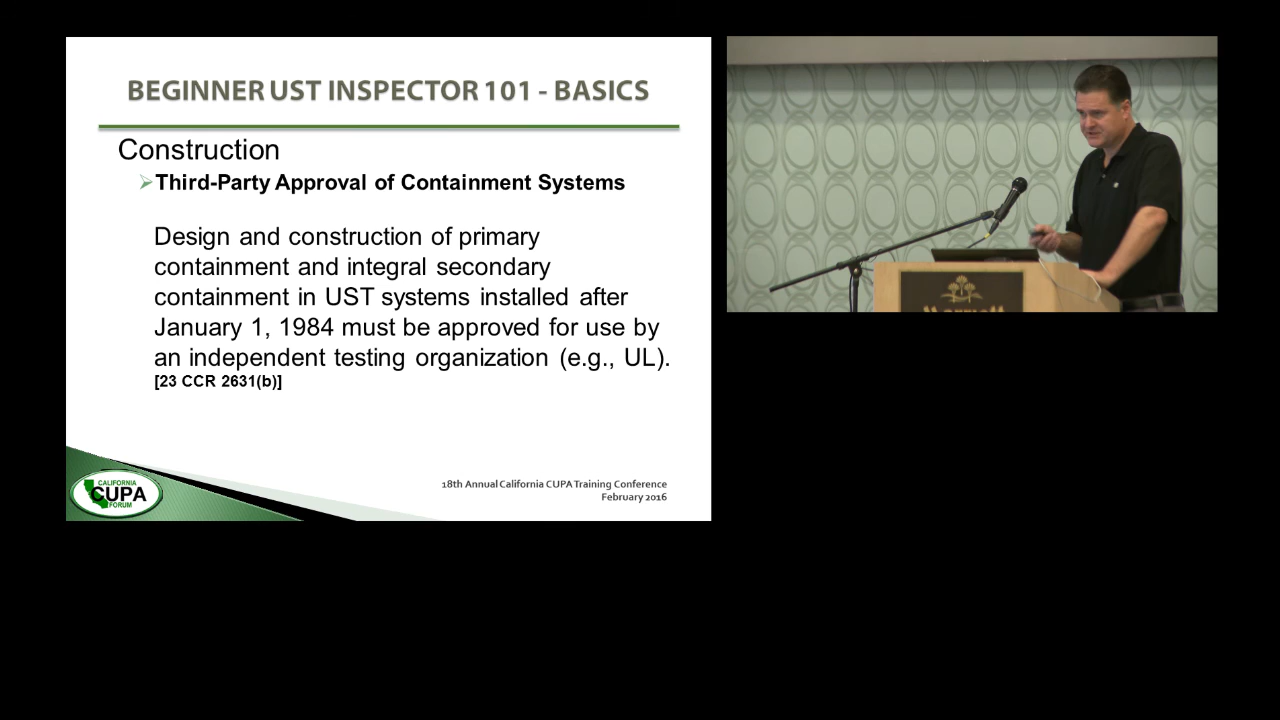 BEGINNER UST INSPECTOR 101 - BASICS
Construction
Third-Party Approval of Containment Systems
Design and construction of primary
containment and integral secondary
containment in UST systems installed after
January 1, 1984 must be approved for use by
an independent testing organization (e.g., UL).
[23 CCR 2631(b)]
CALIFORNIA
CUPA
FORUM
18th Annual California CUPA Training Conference
February 2016